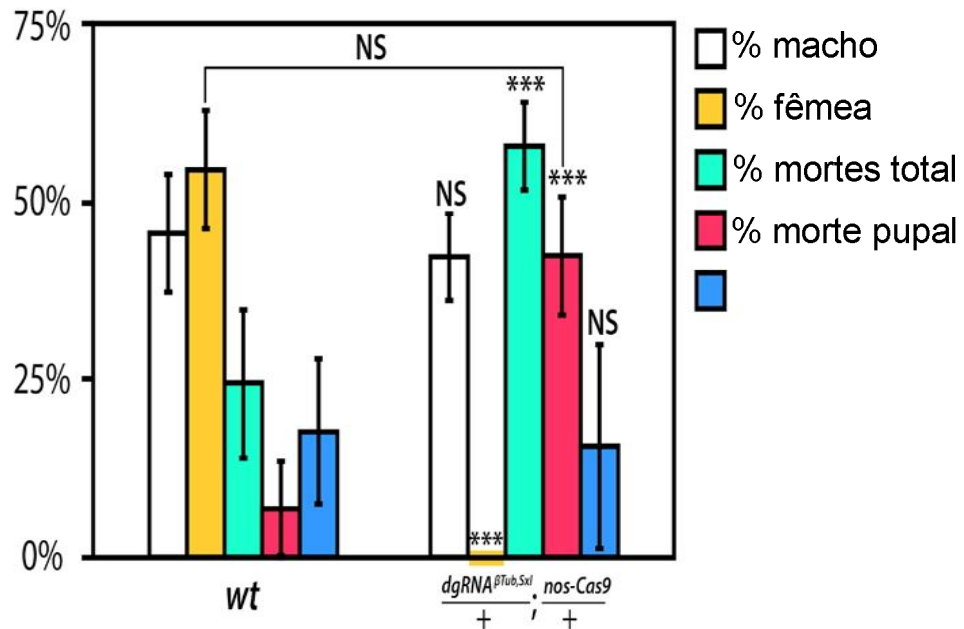 75%
50%
25%
0%
NS
NS
***
***
***
NS
wt
dgRNA^βTub,Sxl/+ ; nos-Cas9/+
% macho
% fêmea
% mortes total
% morte pupal